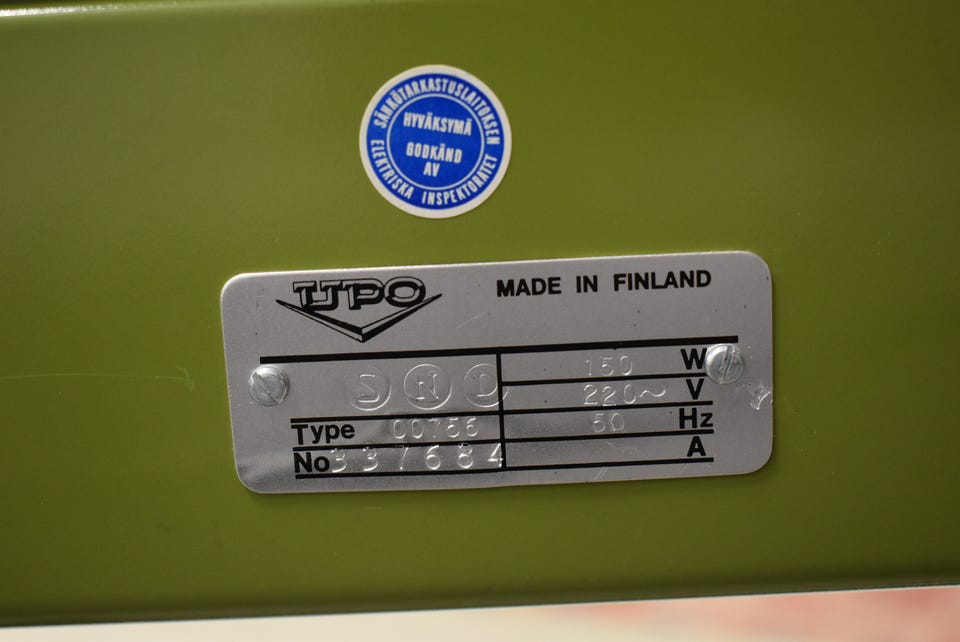 SÄHKÖTARKASTUSLAITOKSEN
HYVÄKSYMÄ
GODKÄND
AV
ELEKTRISKA INSPEKTORATET
UPO MADE IN FINLAND
150 W
S N D 220~ V
Type 00756 50 Hz
No 337684 A